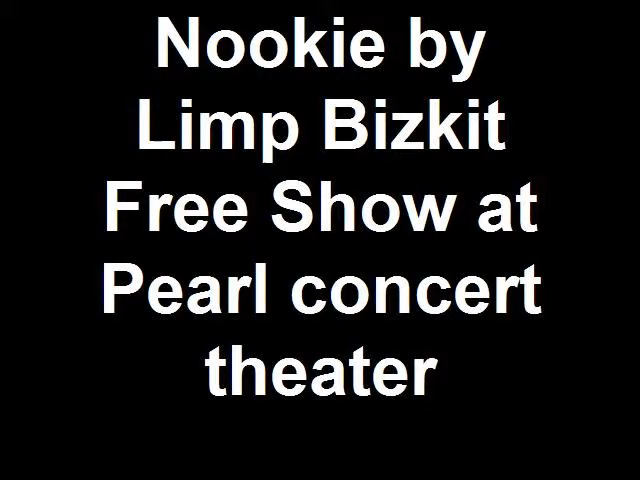 Nookie by
Limp Bizkit
Free Show at
Pearl concert
theater